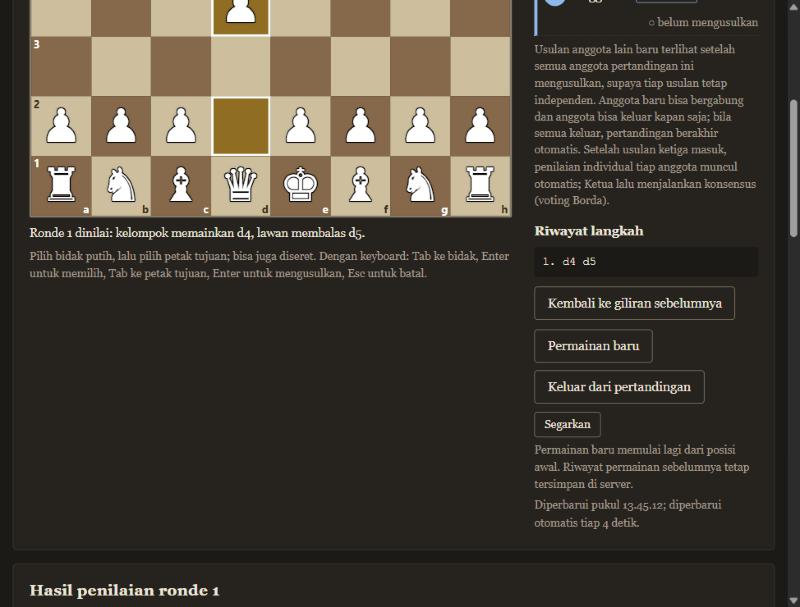 3
2
1
a b c d e f g h
Ronde 1 dinilai: kelompok memainkan d4, lawan membalas d5.
Pilih bidak putih, lalu pilih petak tujuan; bisa juga diseret. Dengan keyboard: Tab ke bidak, Enter
untuk memilih, Tab ke petak tujuan, Enter untuk mengusulkan, Esc untuk batal.
○ belum mengusulkan
Usulan anggota lain baru terlihat setelah
semua anggota pertandingan ini
mengusulkan, supaya tiap usulan tetap
independen. Anggota baru bisa bergabung
dan anggota bisa keluar kapan saja; bila
semua keluar, pertandingan berakhir
otomatis. Setelah usulan ketiga masuk,
penilaian individual tiap anggota muncul
otomatis; Ketua lalu menjalankan konsensus
(voting Borda).
Riwayat langkah
1. d4 d5
Kembali ke giliran sebelumnya
Permainan baru
Keluar dari pertandingan
Segarkan
Permainan baru memulai lagi dari posisi
awal. Riwayat permainan sebelumnya tetap
tersimpan di server.
Diperbarui pukul 13.45.12; diperbarui
otomatis tiap 4 detik.
Hasil penilaian ronde 1